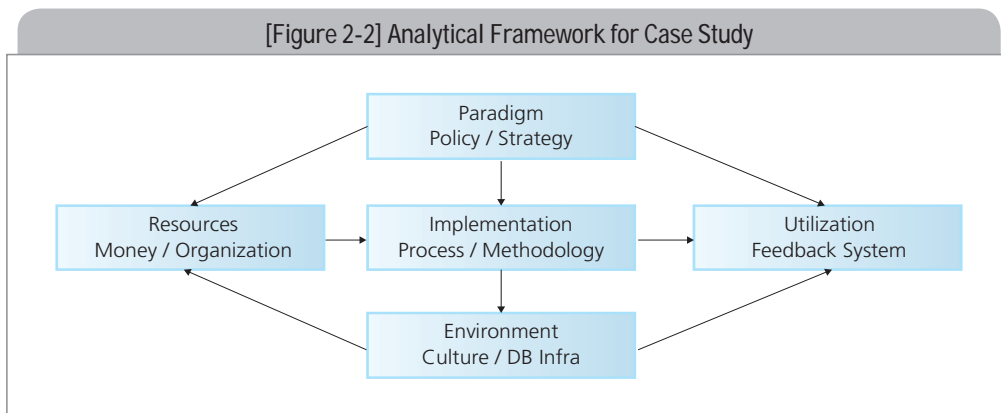 [Figure 2-2] Analytical Framework for Case Study
Paradigm
Policy / Strategy
Resources
Money / Organization
Implementation
Process / Methodology
Utilization
Feedback System
Environment
Culture / DB Infra